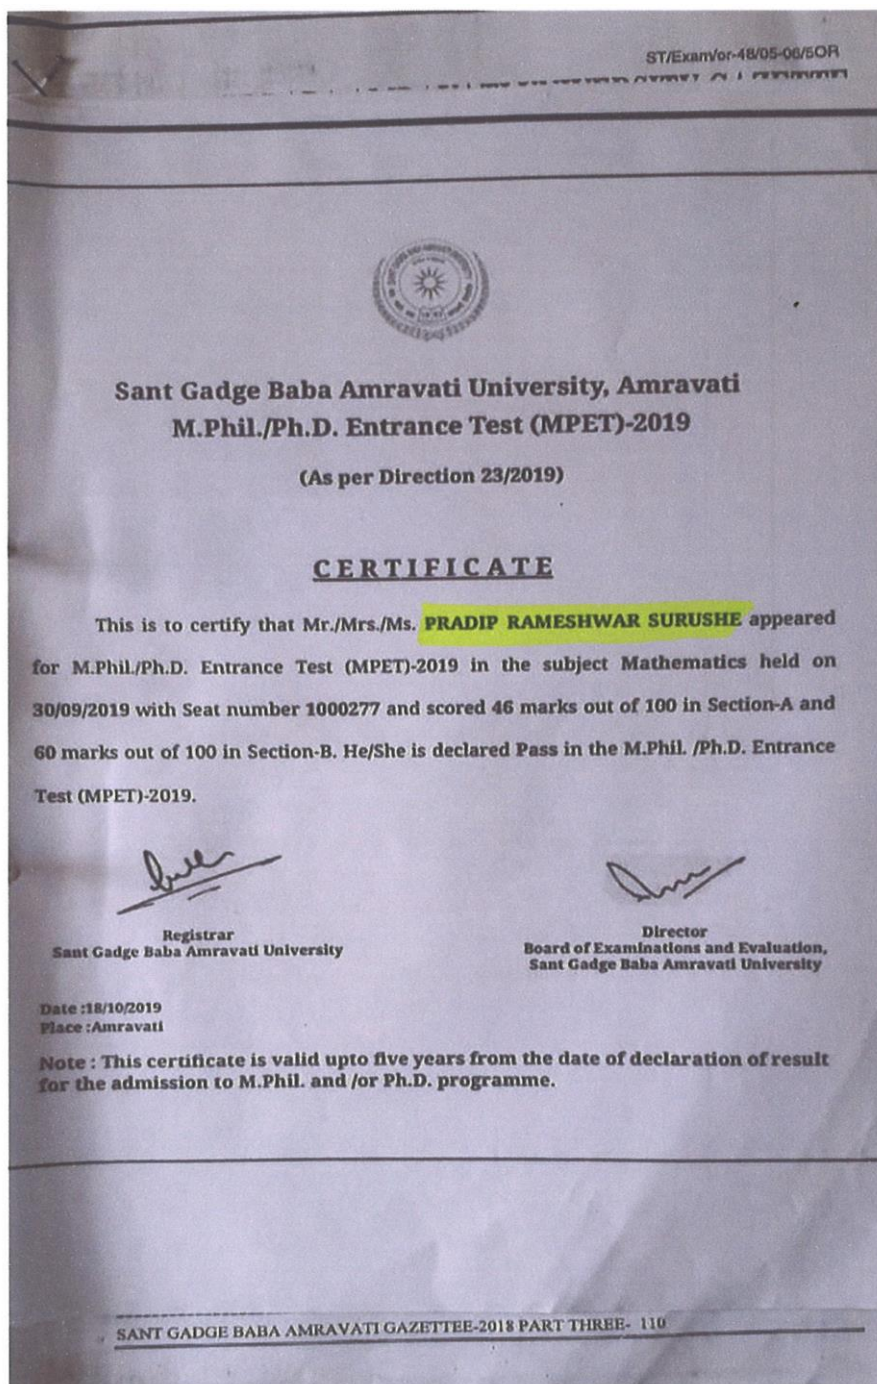 ST/Exam/or-48/05-06/5OR
Sant Gadge Baba Amravati University, Amravati
M.Phil./Ph.D. Entrance Test (MPET)-2019
(As per Direction 23/2019)
CERTIFICATE
This is to certify that Mr./Mrs./Ms. PRADIP RAMESHWAR SURUSHE appeared
for M.Phil./Ph.D. Entrance Test (MPET)-2019 in the subject Mathematics held on
30/09/2019 with Seat number 1000277 and scored 46 marks out of 100 in Section-A and
60 marks out of 100 in Section-B. He/She is declared Pass in the M.Phil. /Ph.D. Entrance
Test (MPET)-2019.
Registrar
Sant Gadge Baba Amravati University
Director
Board of Examinations and Evaluation,
Sant Gadge Baba Amravati University
Date :18/10/2019
Place :Amravati
Note : This certificate is valid upto five years from the date of declaration of result
for the admission to M.Phil. and /or Ph.D. programme.
SANT GADGE BABA AMRAVATI GAZETTEE-2018 PART THREE- 110